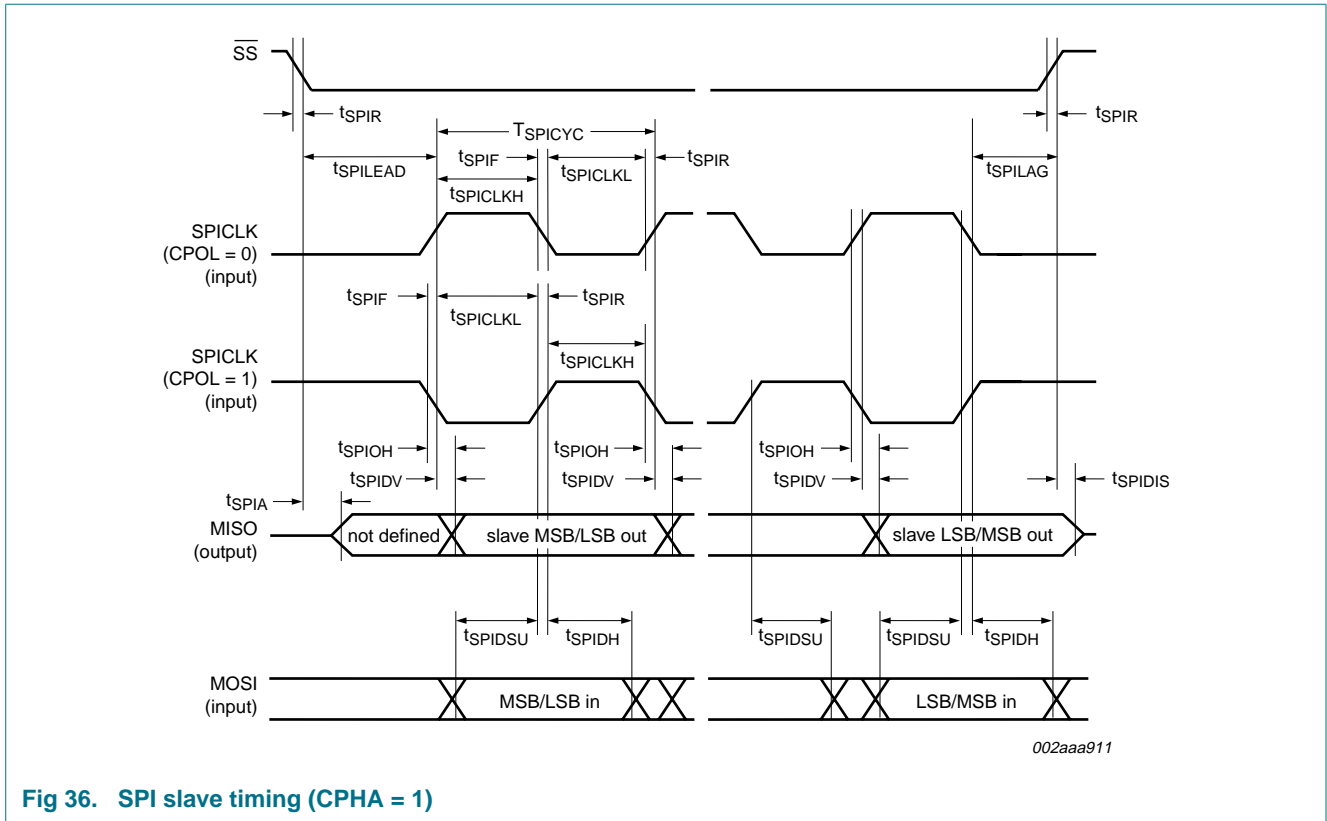 SS
tSPIR
TSPICYC
tSPIR
tSPIF
tSPIR
tSPILEAD
tSPICLKL
tSPILAG
tSPICLKH
SPICLK
(CPOL = 0)
(input)
tSPIF
tSPIR
tSPICLKL
SPICLK
(CPOL = 1)
(input)
tSPICLKH
tSPIOH
tSPIOH
tSPIOH
tSPIDV
tSPIDV
tSPIDV
tSPIDIS
tSPIA
MISO
(output)
not defined
slave MSB/LSB out
slave LSB/MSB out
tSPIDSU
tSPIDH
tSPIDSU
tSPIDSU
tSPIDH
MOSI
(input)
MSB/LSB in
LSB/MSB in
002aaa911
Fig 36. SPI slave timing (CPHA = 1)